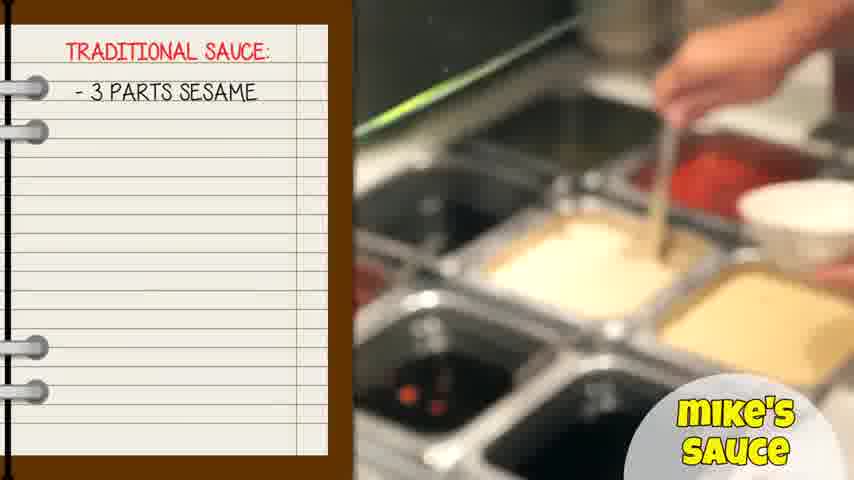 TRADITIONAL SAUCE:
- 3 PARTS SESAME
MIKE'S
SAUCE